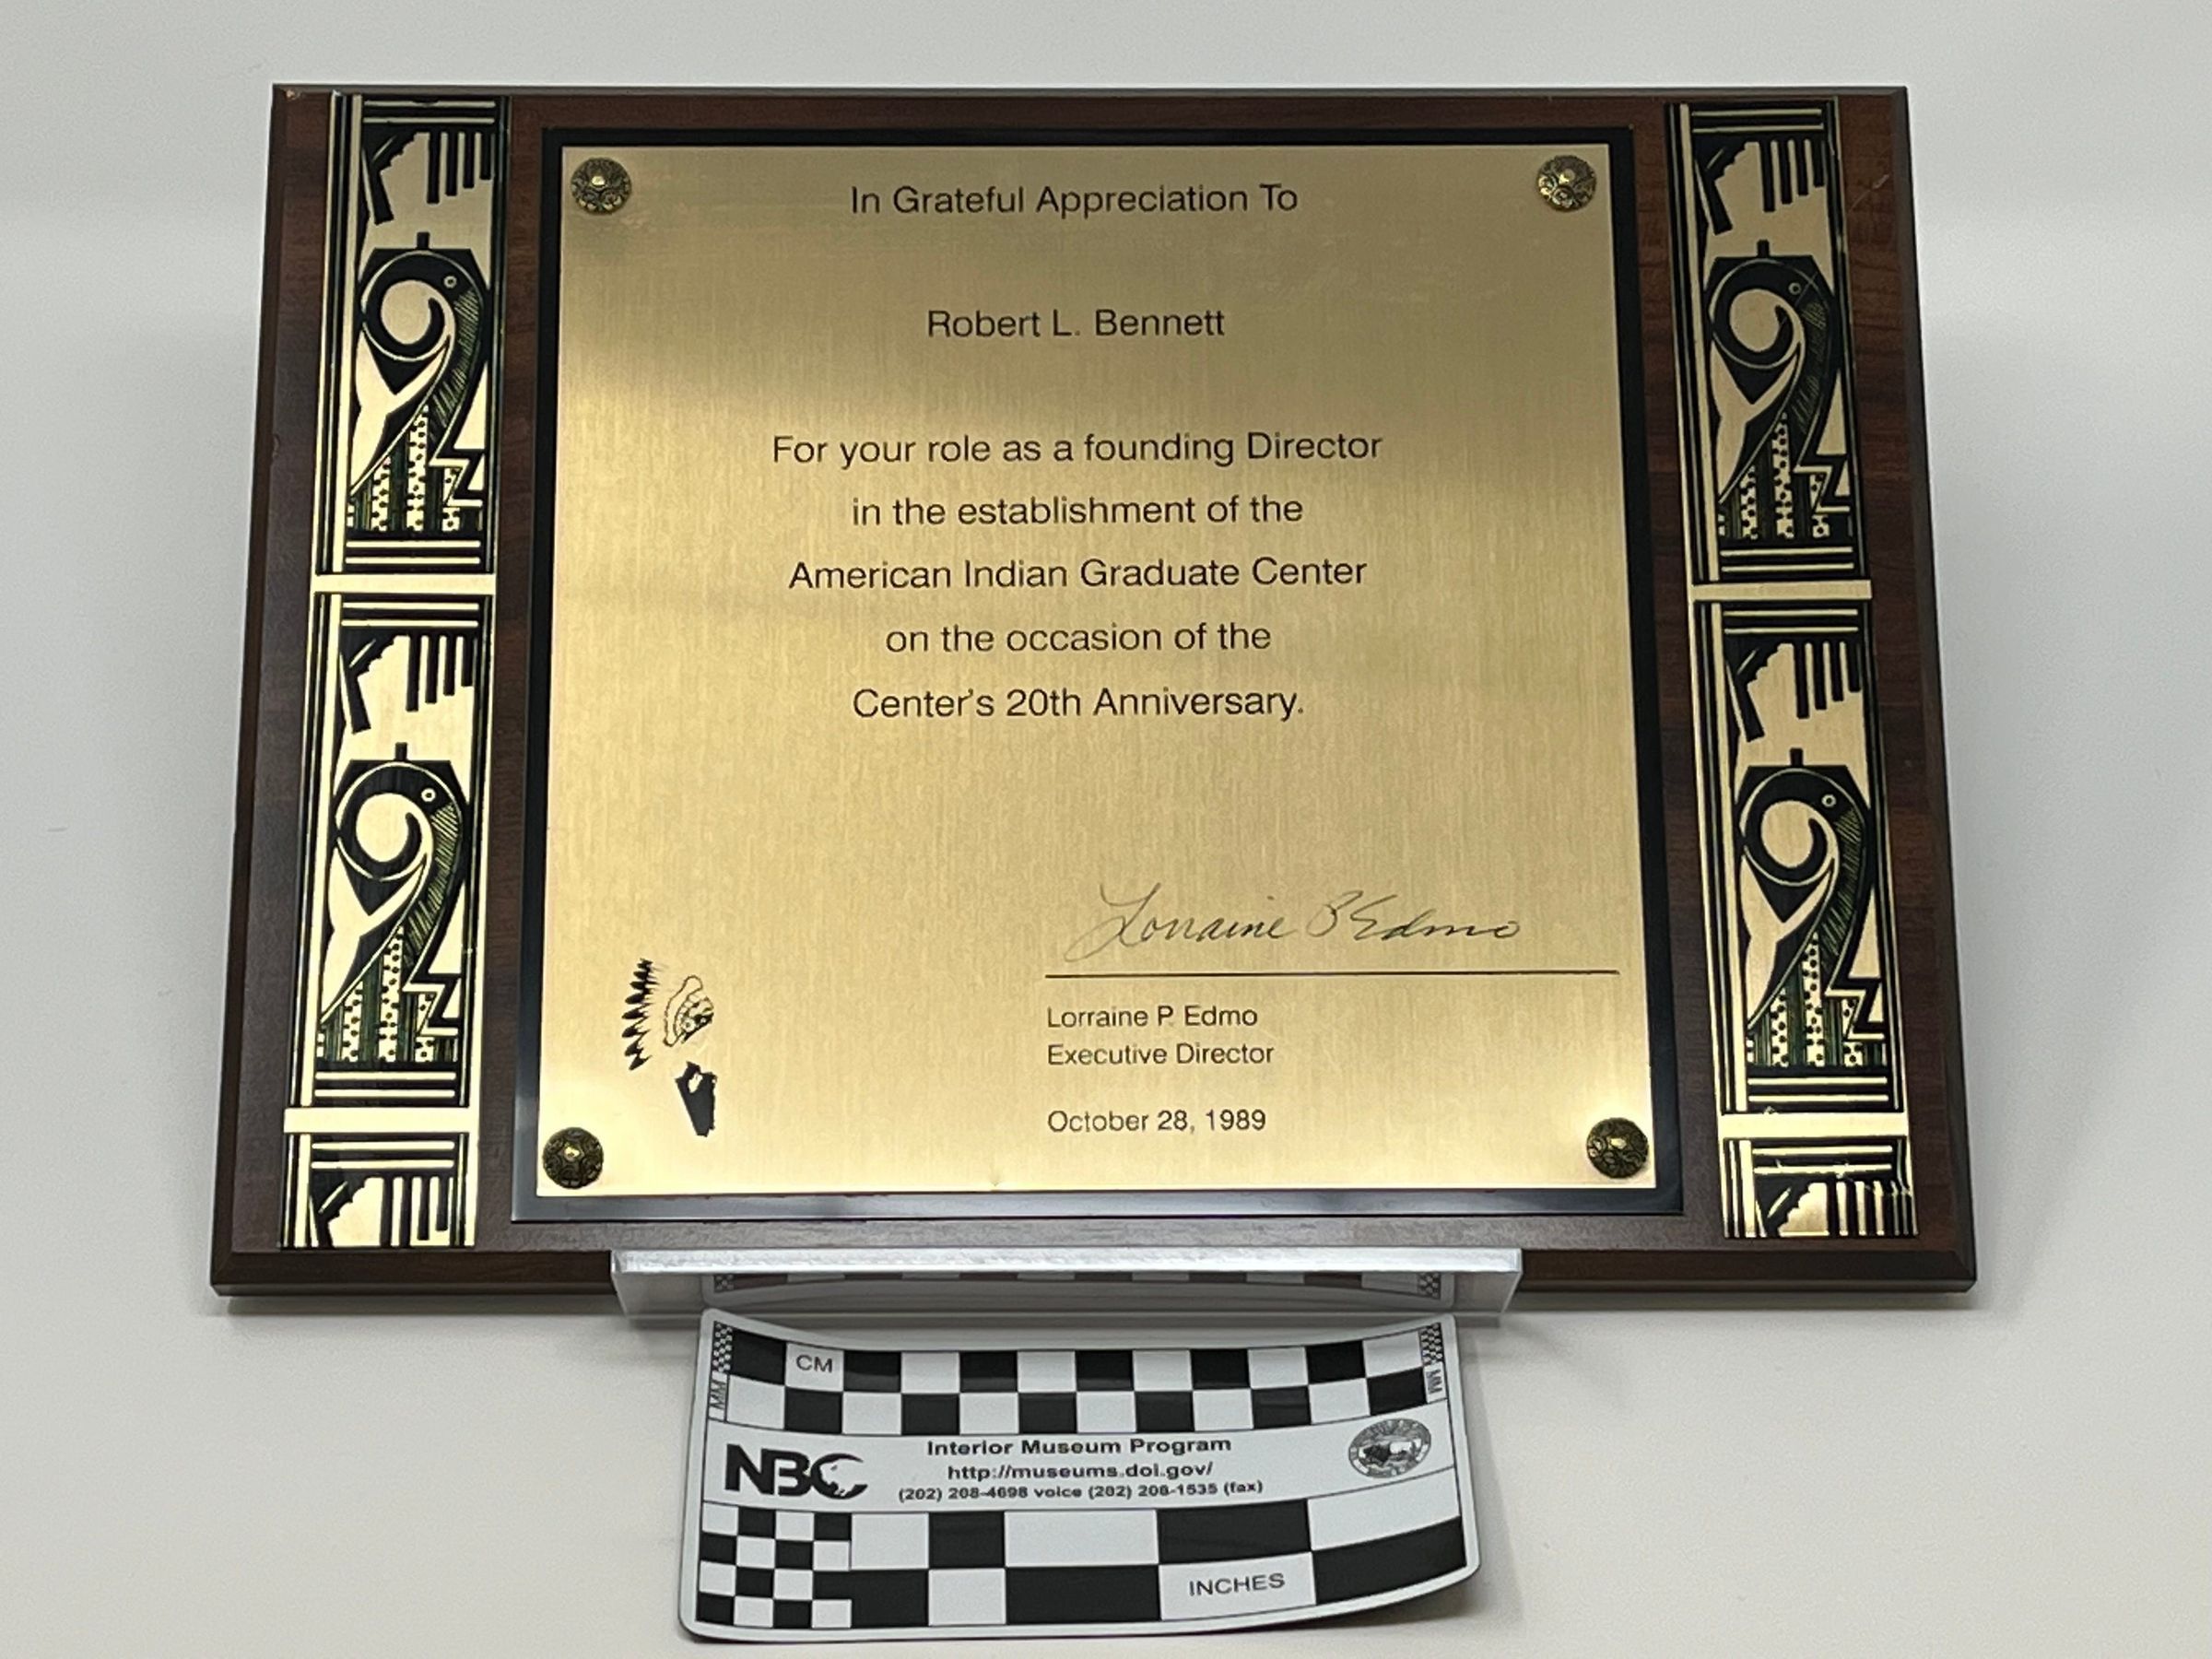 In Grateful Appreciation To
Robert L. Bennett
For your role as a founding Director
in the establishment of the
American Indian Graduate Center
on the occasion of the
Center's 20th Anniversary.
Lorraine P Edmo
Lorraine P. Edmo
Executive Director
October 28, 1989
CM
MM
MM
NBC
Interior Museum Program
http://museums.doi.gov/
(202) 208-4698 voice (202) 208-1535 (fax)
INCHES